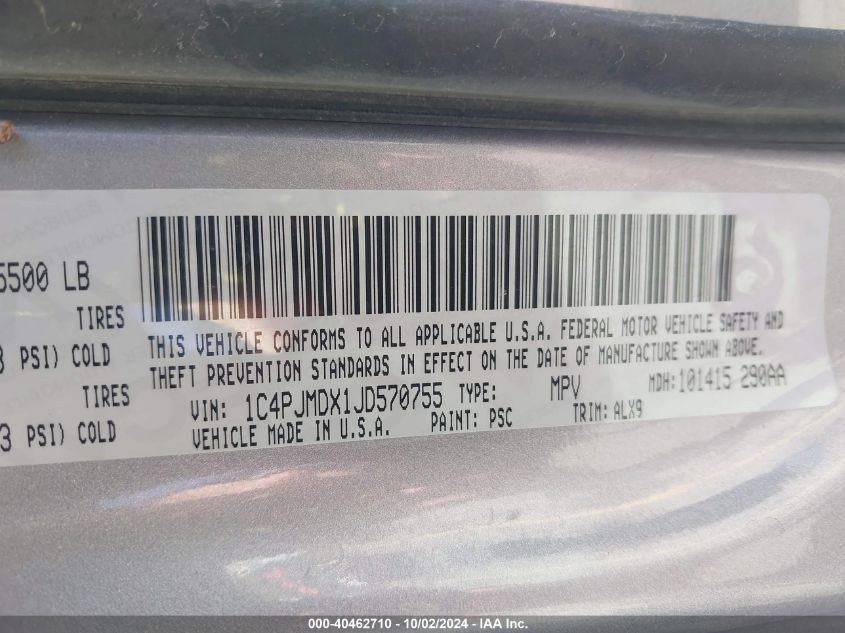 5500 LB
TIRES
PSI) COLD
TIRES
3 PSI) COLD
THIS VEHICLE CONFORMS TO ALL APPLICABLE U.S.A. FEDERAL MOTOR VEHICLE SAFETY AND
THEFT PREVENTION STANDARDS IN EFFECT ON THE DATE OF MANUFACTURE SHOWN ABOVE.
VIN: 1C4PJMDX1JD570755 TYPE: MPV MDH:101415 290AA
VEHICLE MADE IN U.S.A. PAINT: PSC TRIM: ALX9
000-40462710 - 10/02/2024 - IAA Inc.